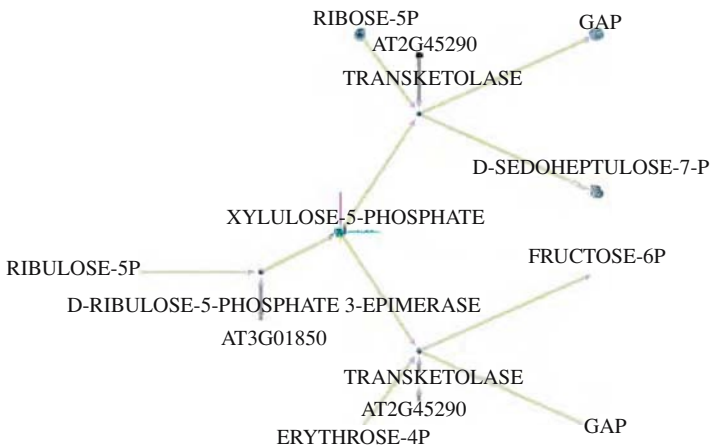 RIBOSE-5P
GAP
AT2G45290
TRANSKETOLASE
D-SEDOHEPTULOSE-7-P
XYLULOSE-5-PHOSPHATE
FRUCTOSE-6P
RIBULOSE-5P
D-RIBULOSE-5-PHOSPHATE 3-EPIMERASE
AT3G01850
TRANSKETOLASE
AT2G45290
GAP
ERYTHROSE-4P